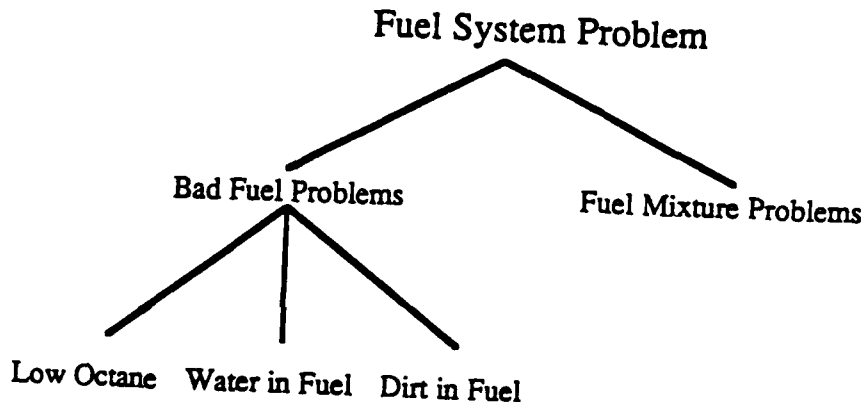 Fuel System Problem
Bad Fuel Problems
Fuel Mixture Problems
Low Octane
Water in Fuel
Dirt in Fuel